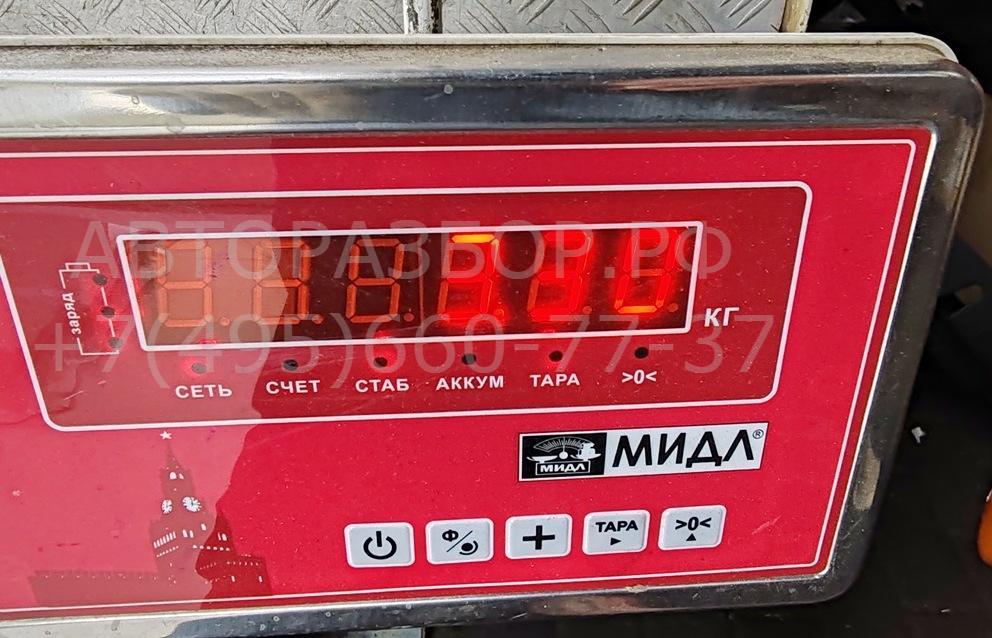 АВТОРАЗБОР.РФ
КГ
+7(495)660-77-37
заряд
СЕТЬ СЧЕТ СТАБ АККУМ ТАРА >0<
МИДЛ МИДЛ®
Ф ТАРА >0<